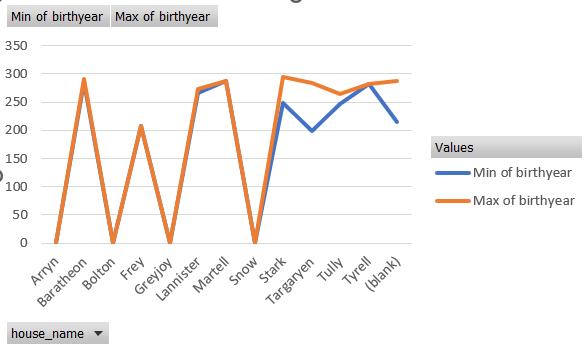 Min of birthyear Max of birthyear
350
300
250
200
150
100
50
0
Arryn
Baratheon
Bolton
Frey
Greyjoy
Lannister
Martell
Snow
Stark
Targaryen
Tully
Tyrell
(blank)
Values
Min of birthyear
Max of birthyear
house_name